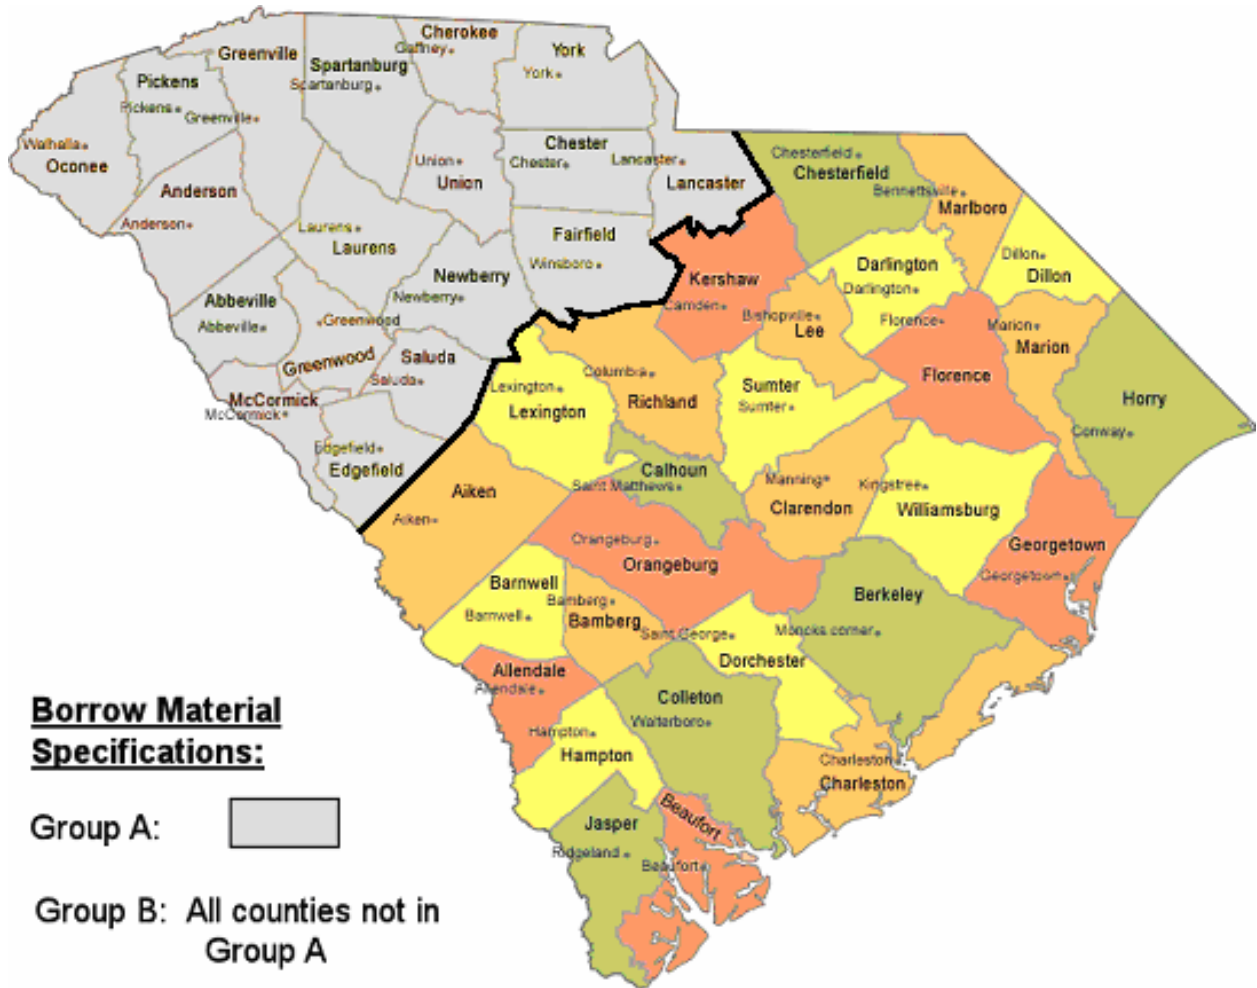 Cherokee
Gaffney
York
York
Greenville
Greenville
Spartanburg
Spartanburg
Pickens
Pickens
Walhalla
Oconee
Anderson
Anderson
Union
Union
Chester
Chester
Lancaster
Lancaster
Chesterfield
Chesterfield
Bennettsville
Marlboro
Laurens
Laurens
Fairfield
Winnsboro
Newberry
Newberry
Kershaw
Camden
Darlington
Darlington
Dillon
Dillon
Abbeville
Abbeville
Greenwood
Greenwood
Saluda
Saluda
Bishopville
Lee
Florence
Florence
Marion
Marion
McCormick
McCormick
Edgefield
Edgefield
Lexington
Lexington
Columbia
Richland
Sumter
Sumter
Horry
Conway
Aiken
Aiken
Calhoun
Saint Matthews
Manning
Clarendon
Kingstree
Williamsburg
Orangeburg
Orangeburg
Georgetown
Georgetown
Barnwell
Barnwell
Bamberg
Bamberg
Saint George
Dorchester
Berkeley
Moncks corner
Allendale
Allendale
Colleton
Walterboro
Hampton
Hampton
Charleston
Charleston
Jasper
Ridgeland
Beaufort
Beaufort
Borrow Material
Specifications:
Group A:
Group B: All counties not in
Group A